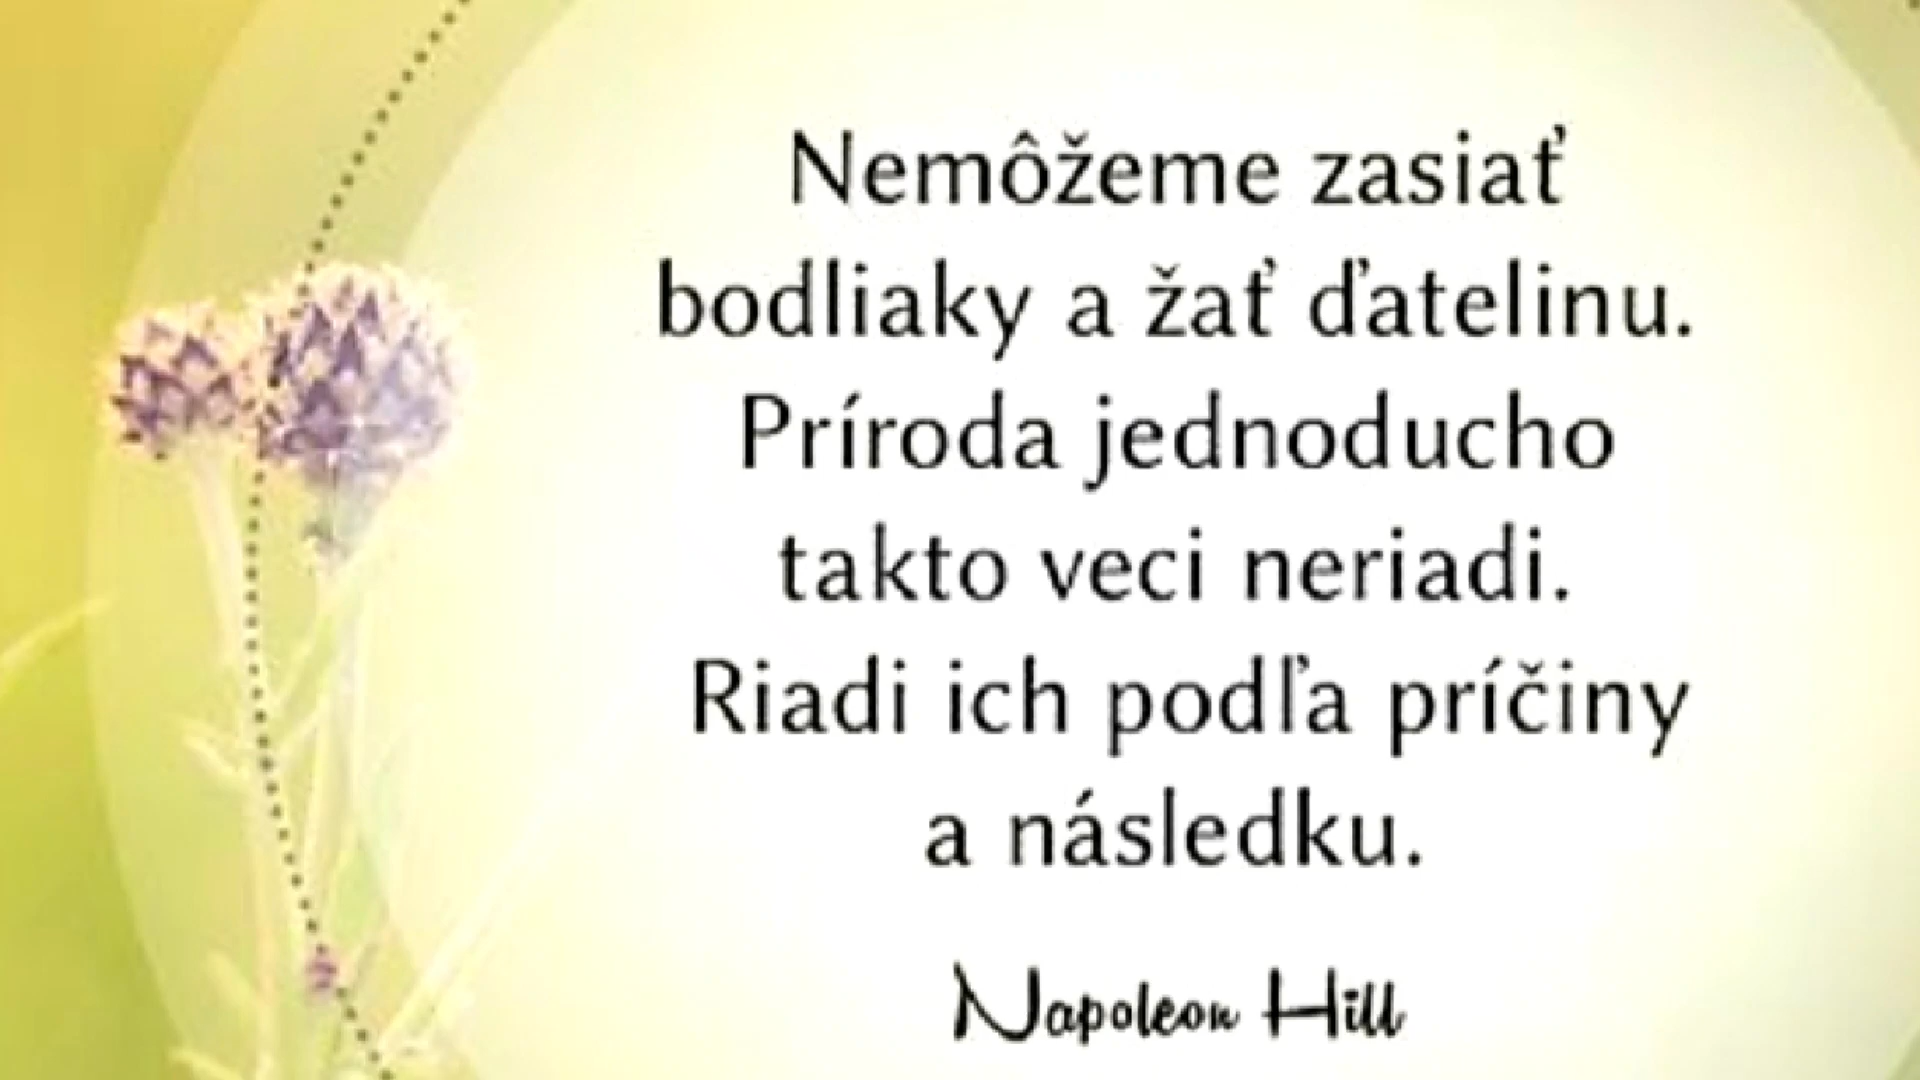 Nemôžeme zasiať
bodliaky a žať ďatelinu.
Príroda jednoducho
takto veci neriadi.
Riadi ich podľa príčiny
a následku.
Napoleon Hill